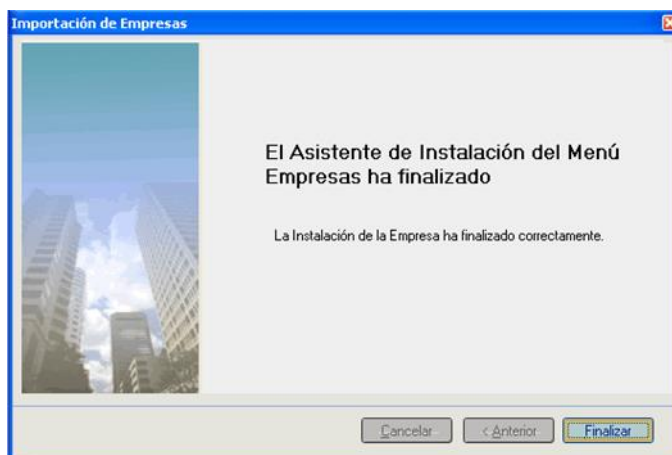 Importación de Empresas
El Asistente de Instalación del Menú
Empresas ha finalizado
La Instalación de la Empresa ha finalizado correctamente.
Cancelar < Anterior Finalizar